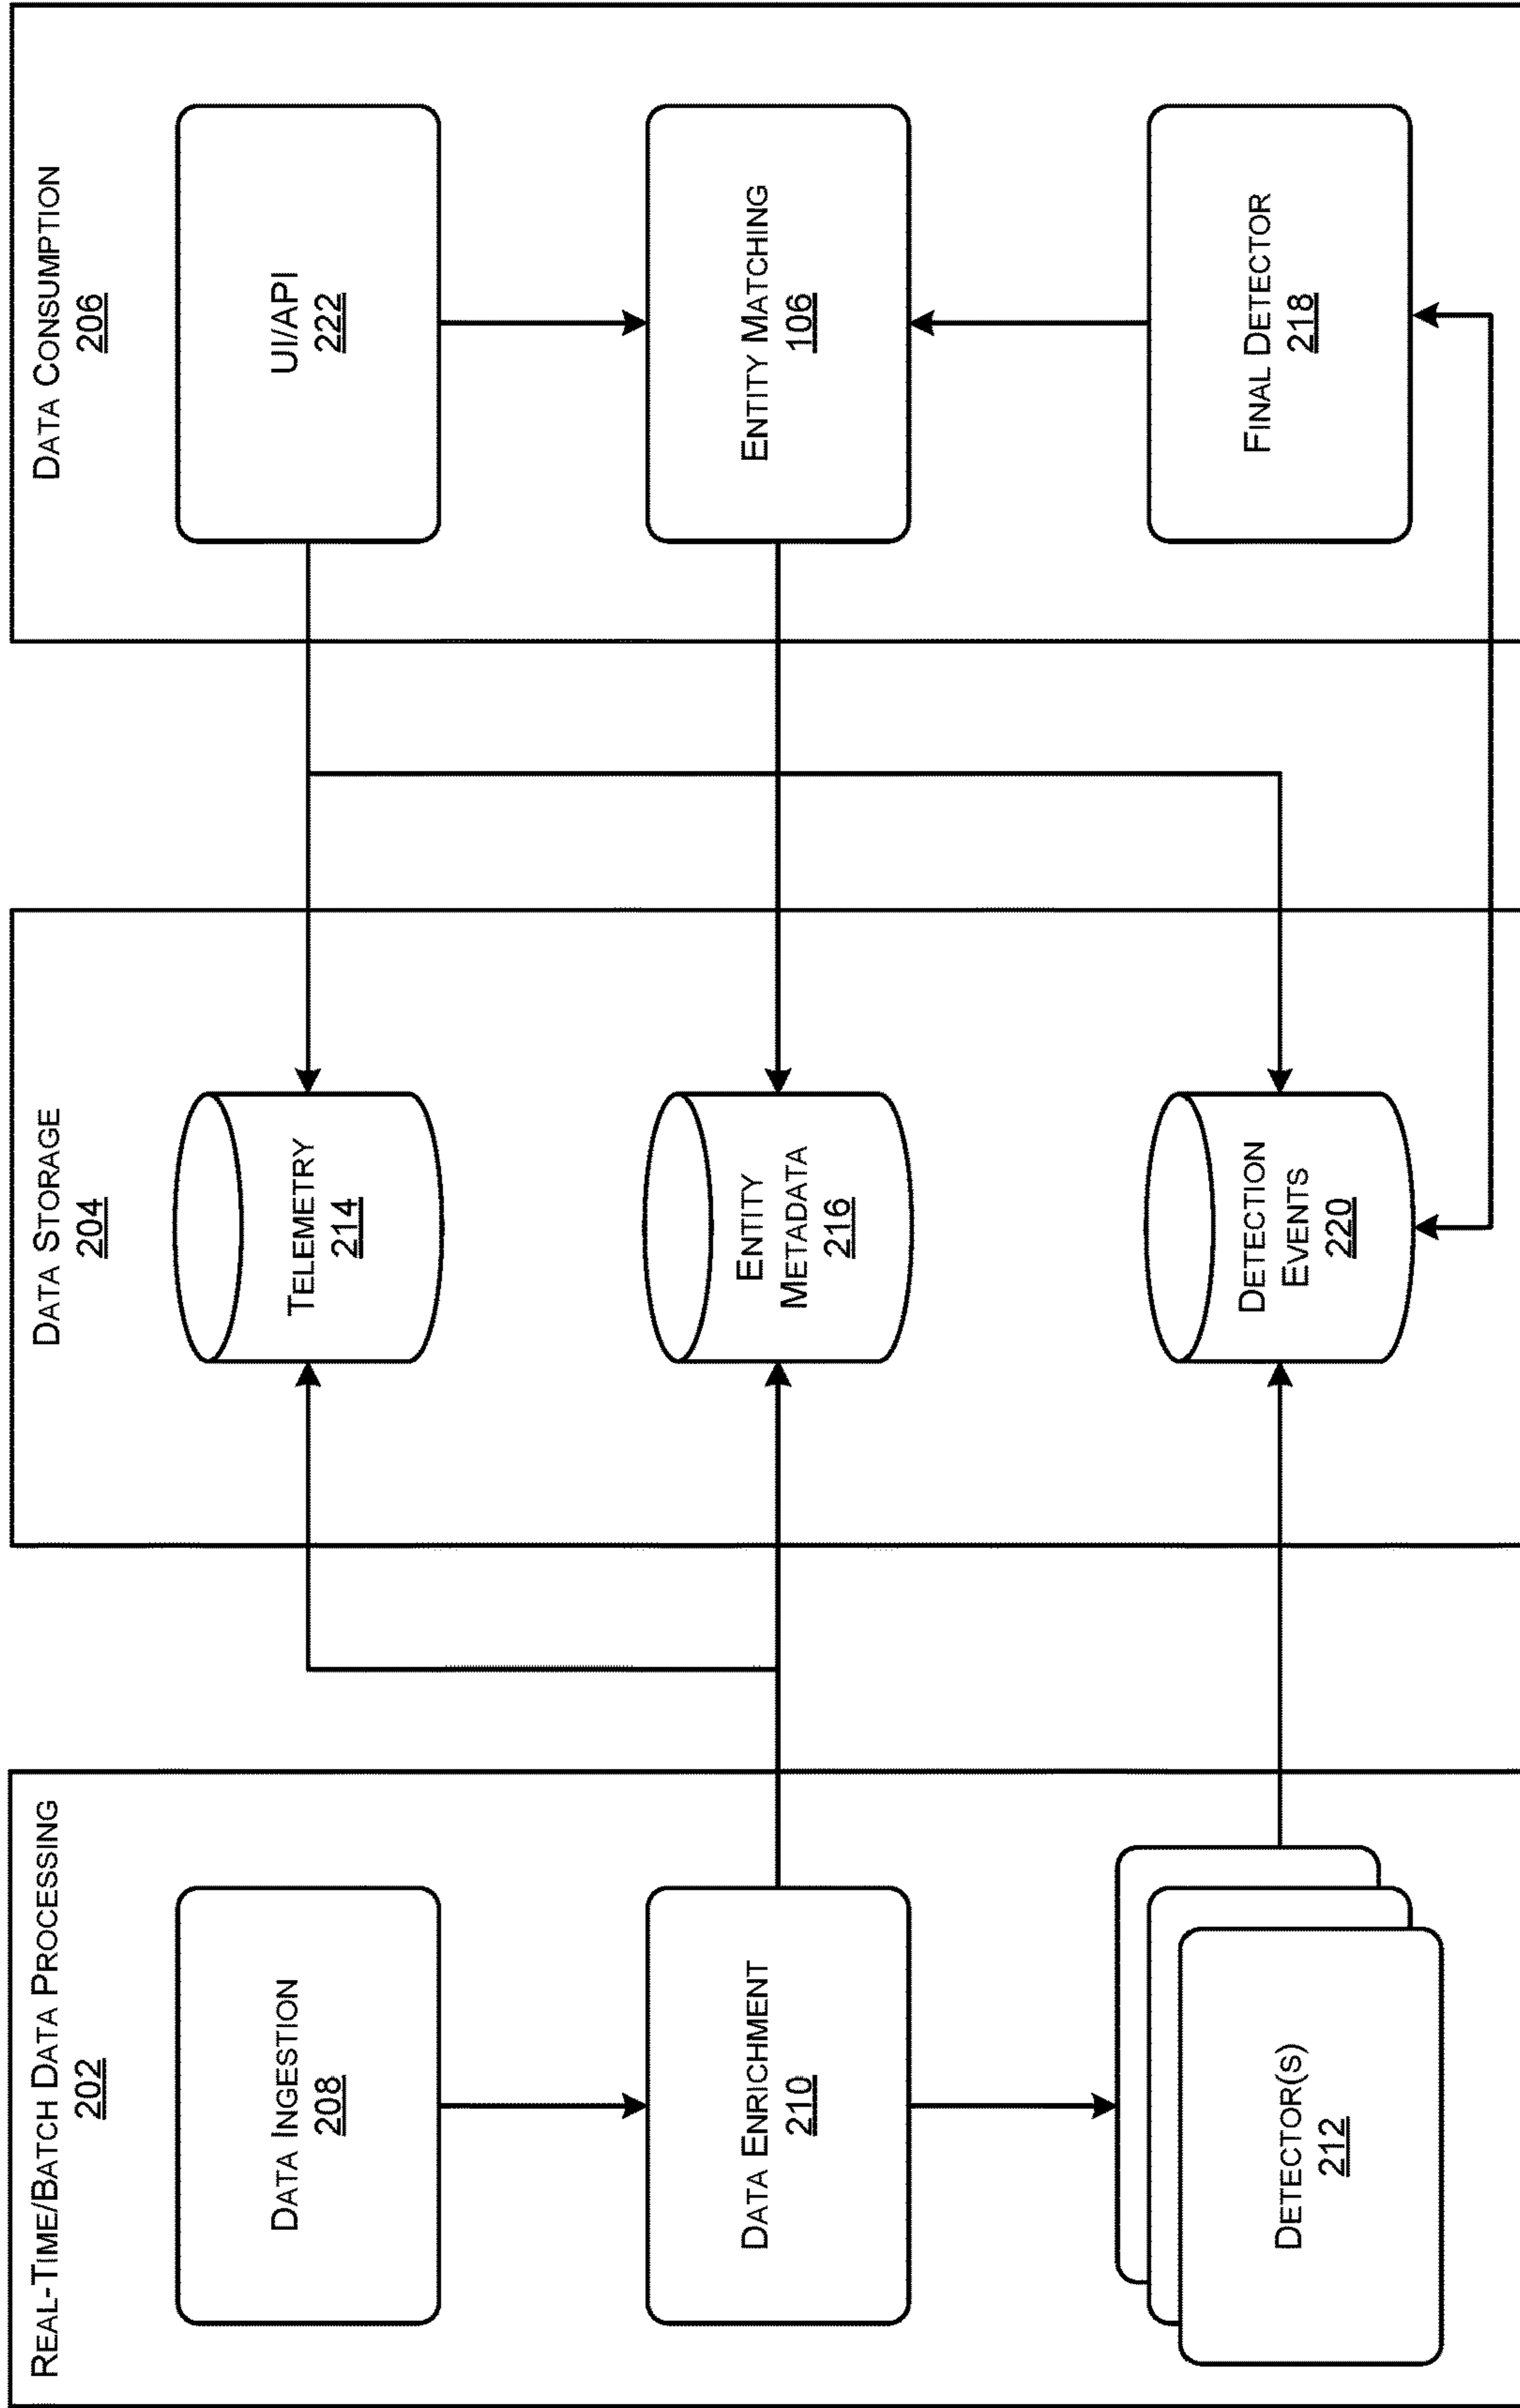 REAL-TIME/BATCH DATA PROCESSING
202
DATA INGESTION
208
DATA ENRICHMENT
210
DETECTOR(S)
212
DATA STORAGE
204
TELEMETRY
214
ENTITY
METADATA
216
DETECTION
EVENTS
220
DATA CONSUMPTION
206
UI/API
222
ENTITY MATCHING
106
FINAL DETECTOR
218